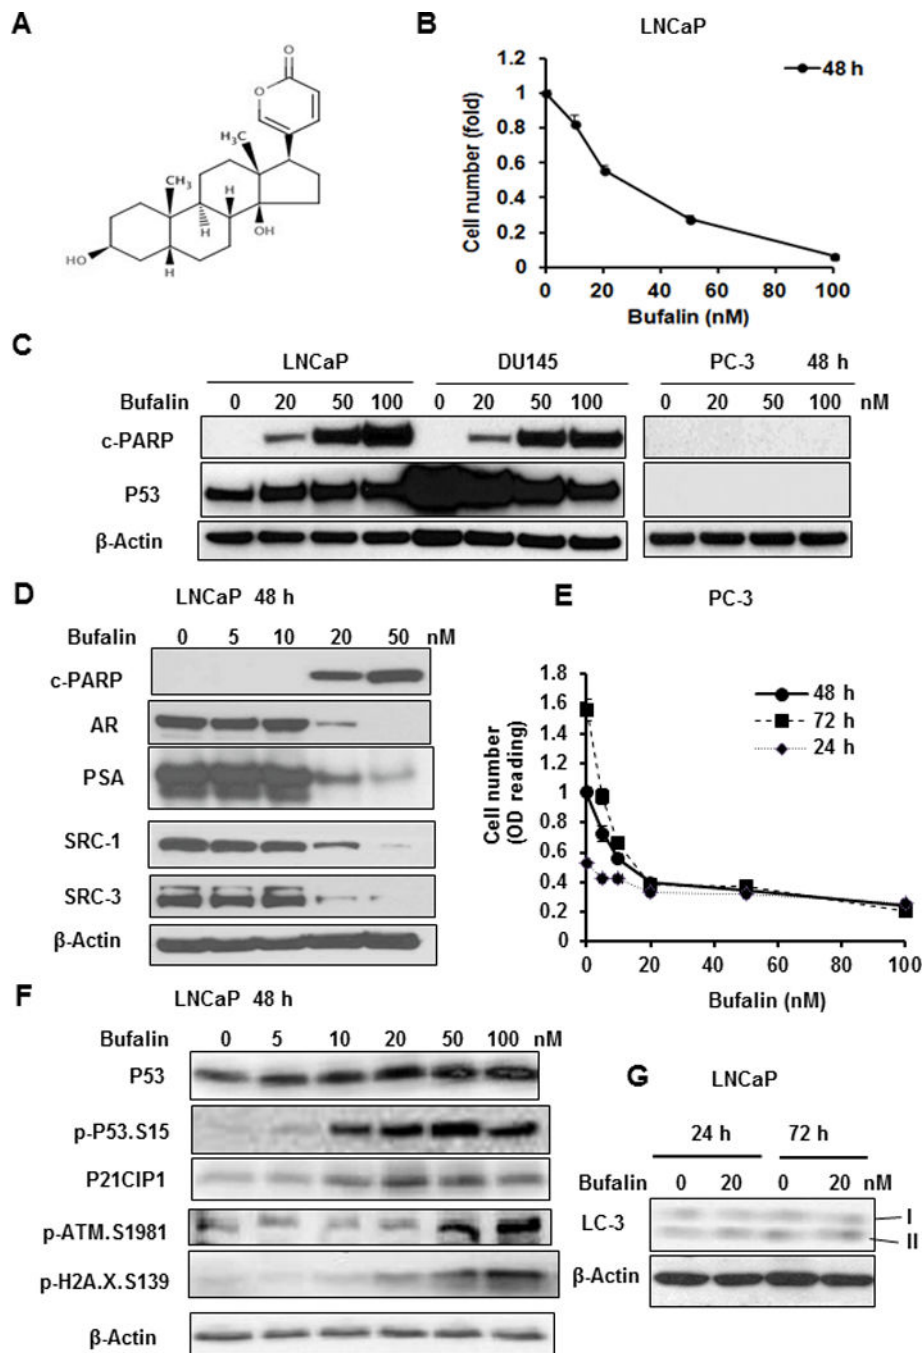 A
O
O
H₃C
CH₃
H
H
OH
HO
H
B
LNCaP
48 h
Cell number (fold)
1.2
1
0.8
0.6
0.4
0.2
0
0 20 40 60 80 100
Bufalin (nM)
C
LNCaP DU145 PC-3 48 h
Bufalin 0 20 50 100 0 20 50 100 0 20 50 100 nM
c-PARP
P53
β-Actin
D
LNCaP 48 h
Bufalin 0 5 10 20 50 nM
c-PARP
AR
PSA
SRC-1
SRC-3
β-Actin
E
PC-3
48 h
72 h
24 h
Cell number
(OD reading)
1.8
1.6
1.4
1.2
1
0.8
0.6
0.4
0.2
0
0 20 40 60 80 100
Bufalin (nM)
F
LNCaP 48 h
Bufalin 0 5 10 20 50 100 nM
P53
p-P53.S15
P21CIP1
p-ATM.S1981
p-H2A.X.S139
β-Actin
G
LNCaP
24 h 72 h
Bufalin 0 20 0 20 nM
LC-3
I
II
β-Actin